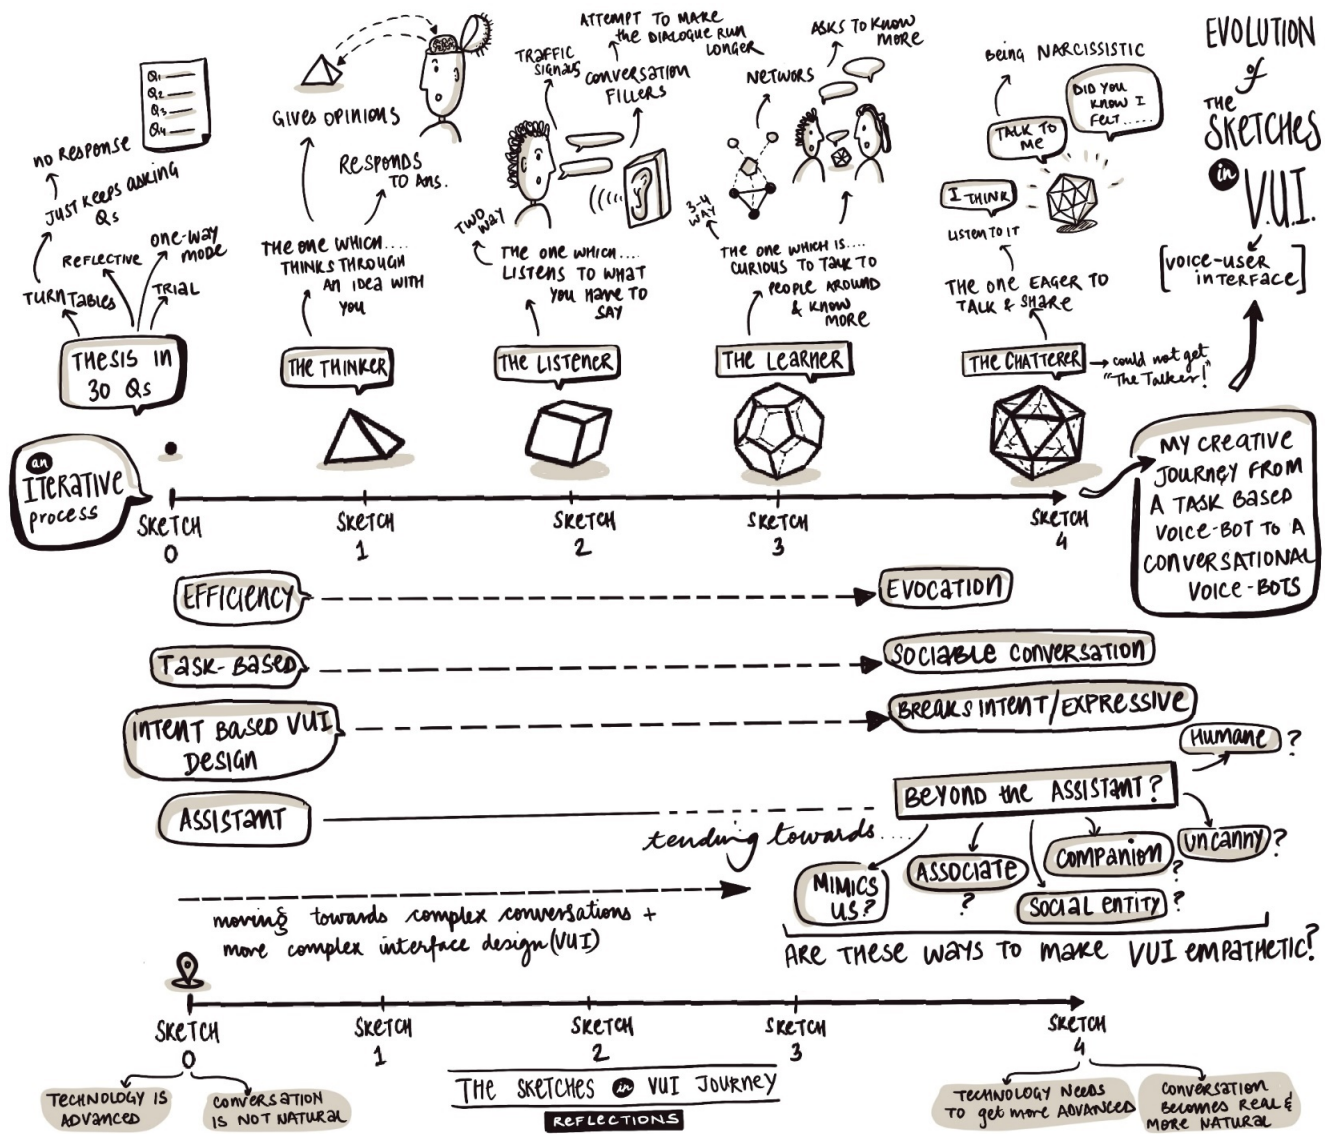 EVOLUTION
of
THE
SKETCHES
in
V.U.I.
[VOICE-USER
INTERFACE]
Q1
Q2
Q3
Q4
NO RESPONSE
JUST KEEPS ASKING
Qs
TURNTABLES
REFLECTIVE
ONE-WAY
MODE
TRIAL
THESIS IN
30 Qs
GIVES OPINIONS
RESPONDS
TO ANS.
THE ONE WHICH....
THINKS THROUGH
AN IDEA WITH
YOU
THE THINKER
TRAFFIC
SIGNALS
ATTEMPT TO MAKE
the DIALOGUE RUN
LONGER
CONVERSATION
FILLERS
TWO
WAY
THE ONE WHICH...
LISTENS TO WHAT
YOU HAVE TO
SAY
THE LISTENER
NETWORK
ASKS TO KNOW
MORE
3-4
WAY
THE ONE WHICH IS....
CURIOUS TO TALK TO
PEOPLE AROUND
& KNOW
MORE
THE LEARNER
Being NARCISSISTIC
DID YOU
KNOW I
FELT.....
TALK TO
ME
I THINK
LISTEN TO IT
THE ONE EAGER TO
TALK & SHARE
THE CHATTERER
could not get
"The Talker!"
an
ITERATIVE
process
SKETCH
0
SKETCH
1
SKETCH
2
SKETCH
3
SKETCH
4
MY CREATIVE
JOURNEY FROM
A TASK BASED
VOICE-BOT TO A
CONVERSATIONAL
VOICE-BOTS
EFFICIENCY
EVOCATION
TASK-BASED
SOCIABLE CONVERSATION
INTENT BASED VUI
DESIGN
BREAKS INTENT/EXPRESSIVE
ASSISTANT
tending towards....
BEYOND the ASSISTANT?
HUMANE?
UNCANNY?
COMPANION?
SOCIAL ENTITY?
ASSOCIATE
?
MIMICS
US?
ARE THESE WAYS TO MAKE VUI EMPATHETIC?
moving towards complex conversations +
more complex interface design (VUI)
SKETCH
0
SKETCH
1
SKETCH
2
SKETCH
3
SKETCH
4
TECHNOLOGY IS
ADVANCED
CONVERSATION
IS NOT NATURAL
THE SKETCHES in VUI JOURNEY
REFLECTIONS
TECHNOLOGY NEEDS
TO get more ADVANCED
CONVERSATION
BECOMES REAL &
MORE NATURAL